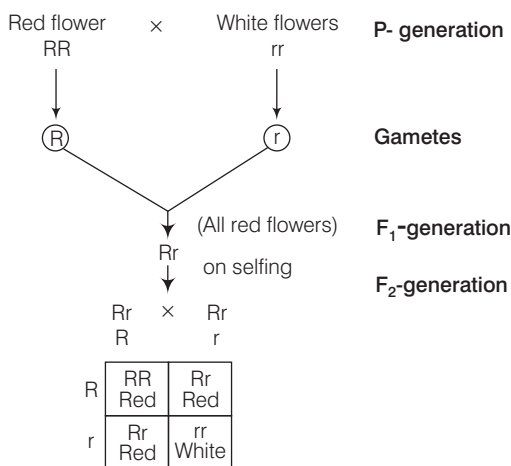 Red flower × White flowers P- generation
RR rr
R r Gametes
(All red flowers) F₁-generation
Rr
on selfing
F₂-generation
Rr × Rr
R r
R RR Rr
Red Red
r Rr rr
Red White